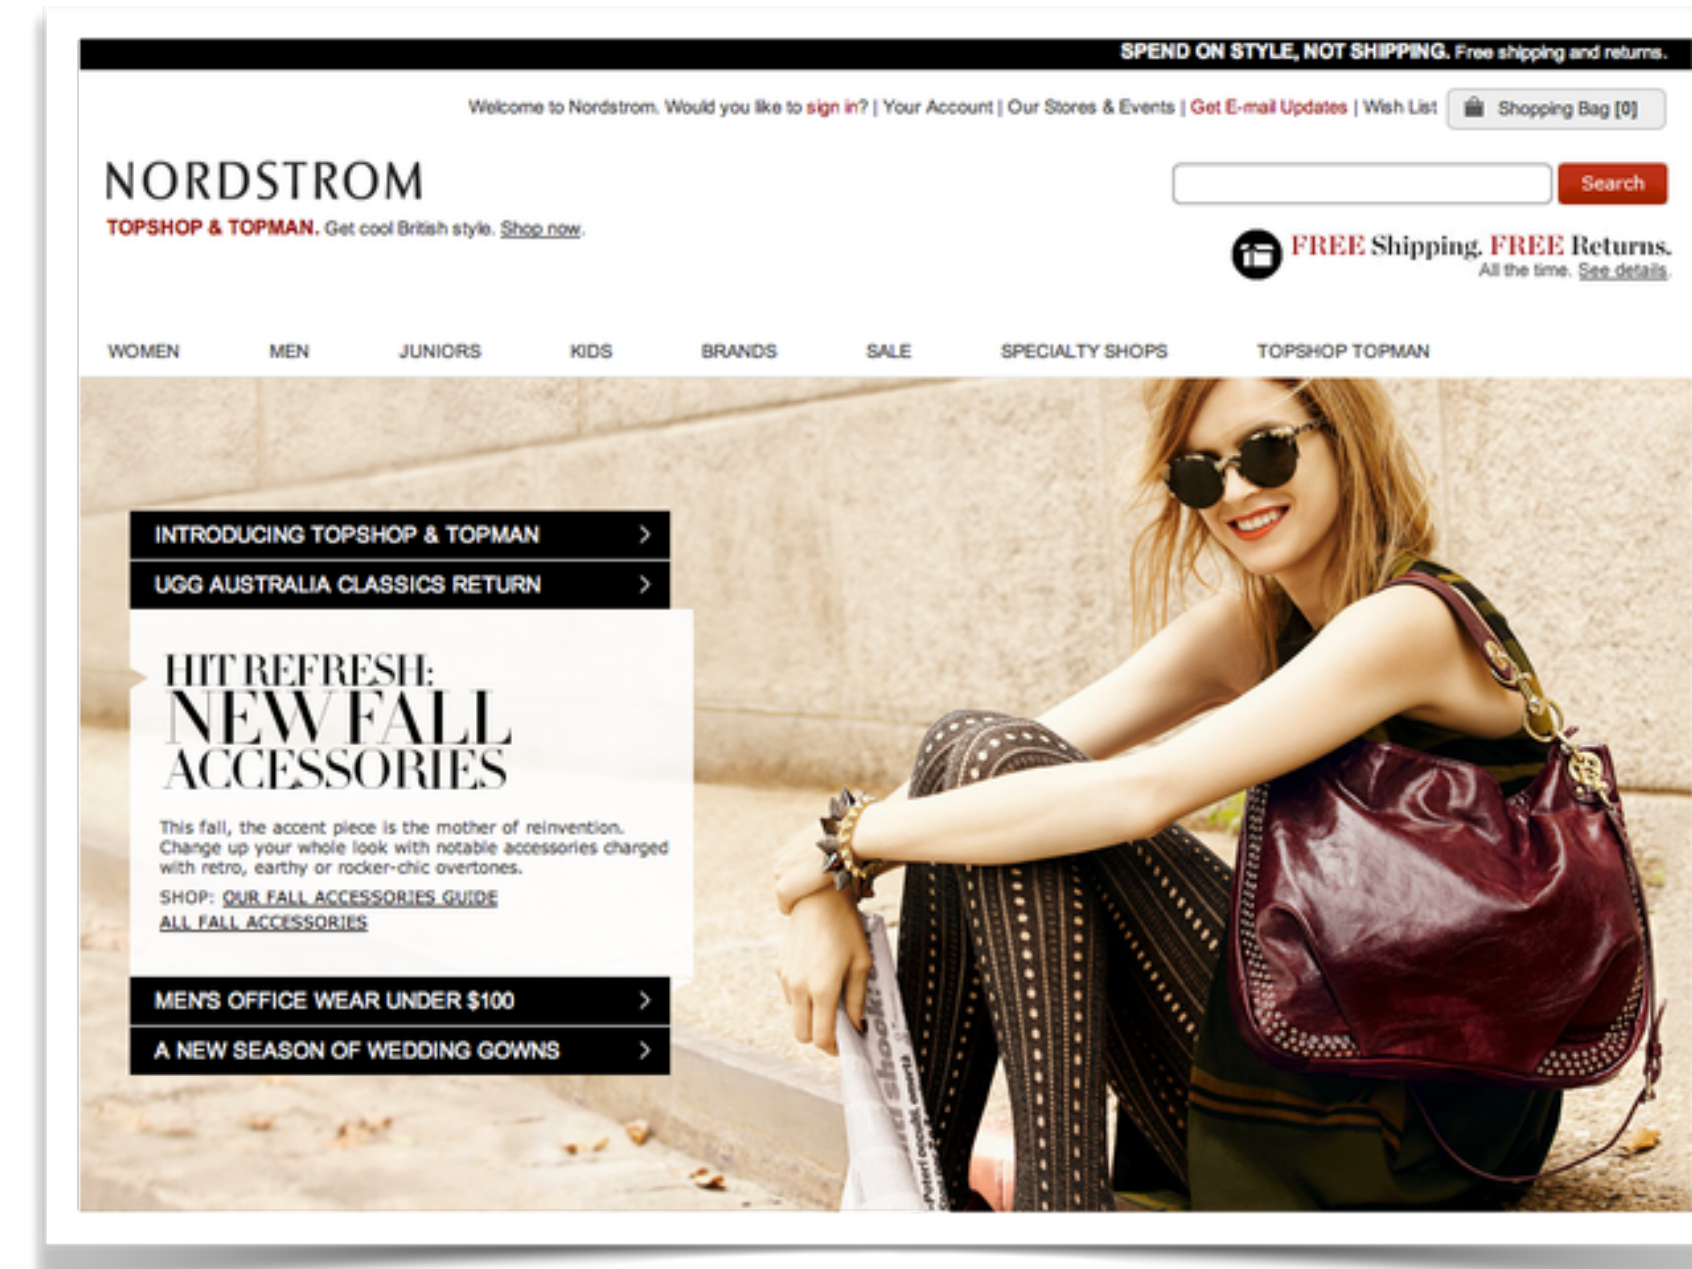 SPEND ON STYLE, NOT SHIPPING. Free shipping and returns.
Welcome to Nordstrom. Would you like to sign in? | Your Account | Our Stores & Events | Get E-mail Updates | Wish List Shopping Bag [0]
NORDSTROM
Search
TOPSHOP & TOPMAN. Get cool British style. Shop now.
FREE Shipping. FREE Returns.
All the time. See details.
WOMEN MEN JUNIORS KIDS BRANDS SALE SPECIALTY SHOPS TOPSHOP TOPMAN
INTRODUCING TOPSHOP & TOPMAN
UGG AUSTRALIA CLASSICS RETURN
HIT REFRESH:
NEW FALL
ACCESSORIES
This fall, the accent piece is the mother of reinvention.
Change up your whole look with notable accessories charged
with retro, earthy or rocker-chic overtones.
SHOP: OUR FALL ACCESSORIES GUIDE
ALL FALL ACCESSORIES
MEN'S OFFICE WEAR UNDER $100
A NEW SEASON OF WEDDING GOWNS